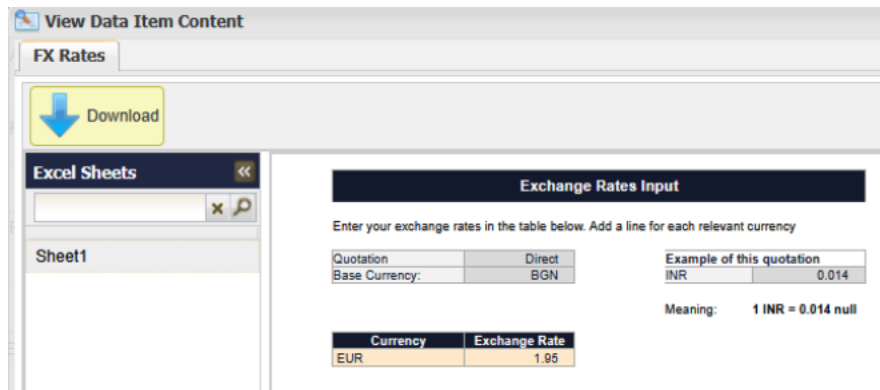 View Data Item Content
FX Rates
Download
Excel Sheets
Sheet1
Exchange Rates Input
Enter your exchange rates in the table below. Add a line for each relevant currency
Quotation Direct
Base Currency: BGN
Example of this quotation
INR 0.014
Meaning: 1 INR = 0.014 null
Currency Exchange Rate
EUR 1.95